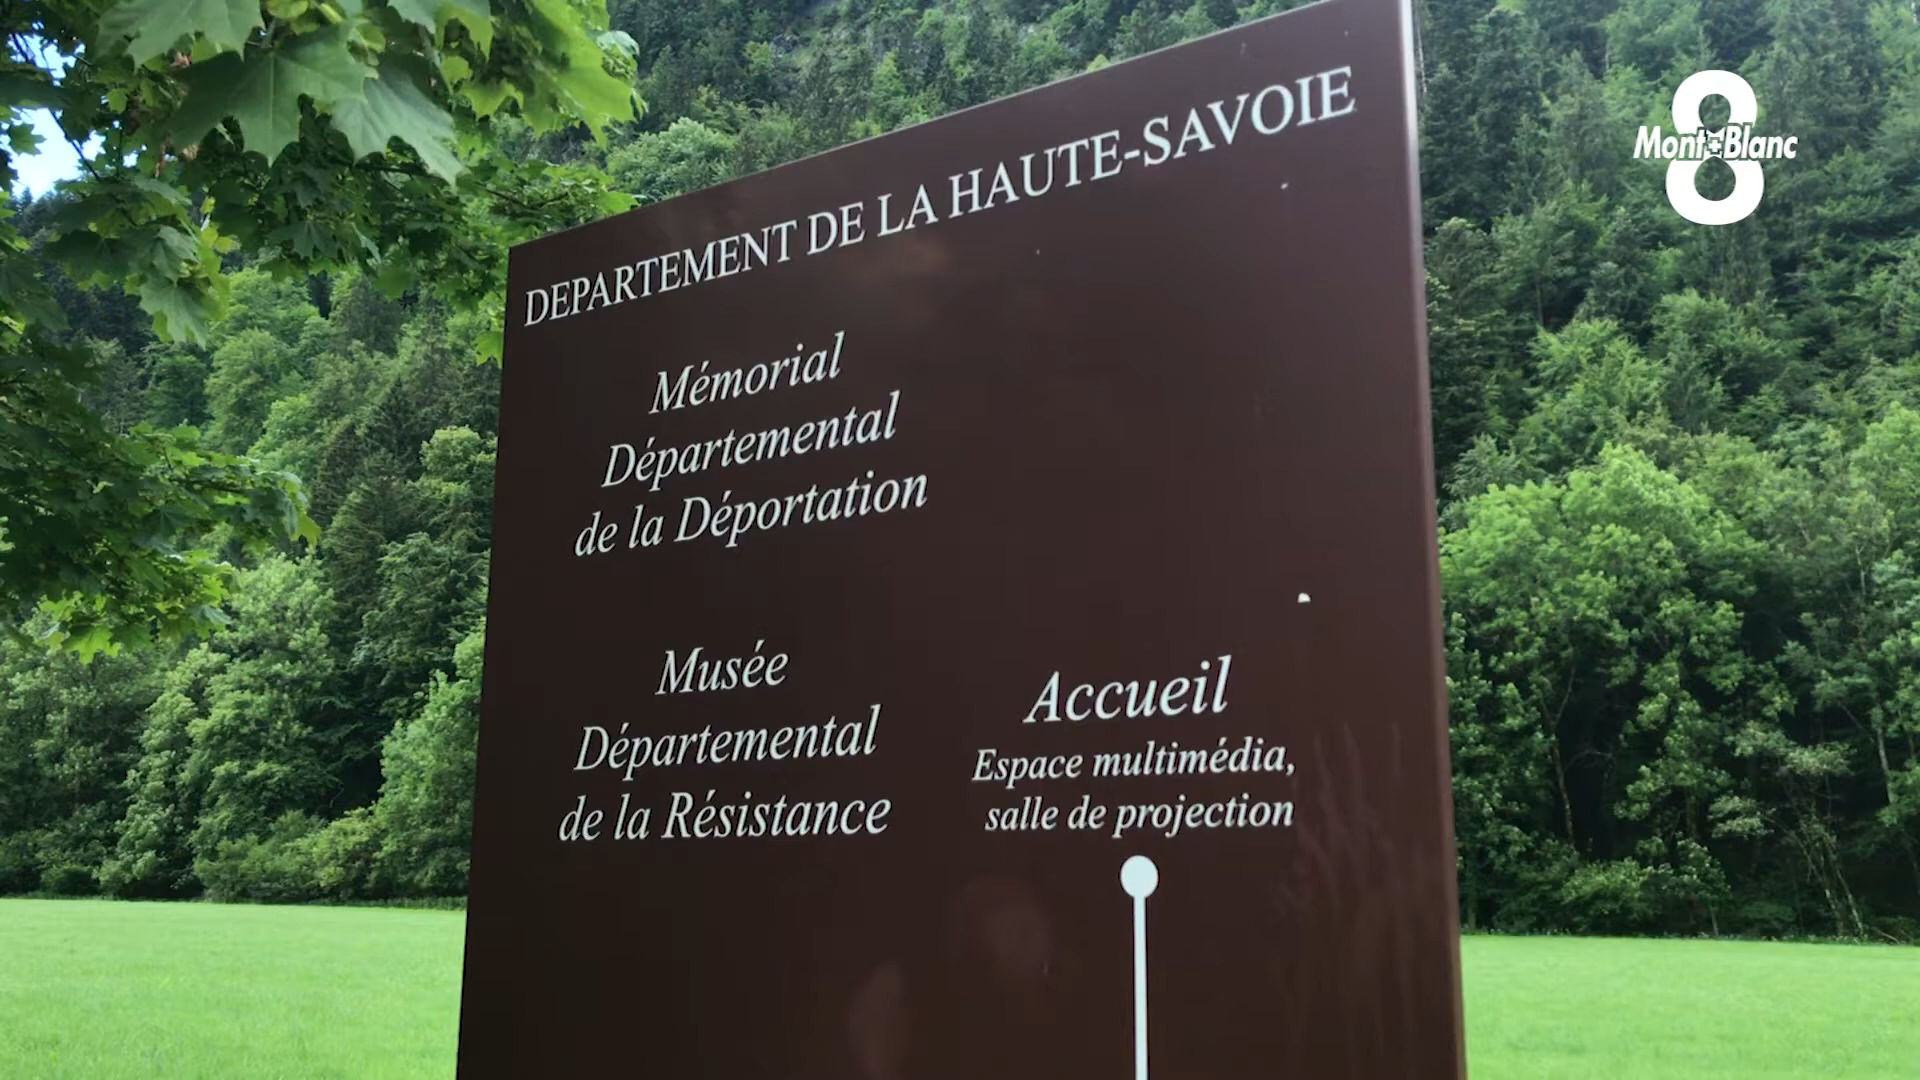 DEPARTEMENT DE LA HAUTE-SAVOIE
Mémorial
Départemental
de la Déportation
Musée
Départemental
de la Résistance
Accueil
Espace multimédia,
salle de projection
8
Mont Blanc